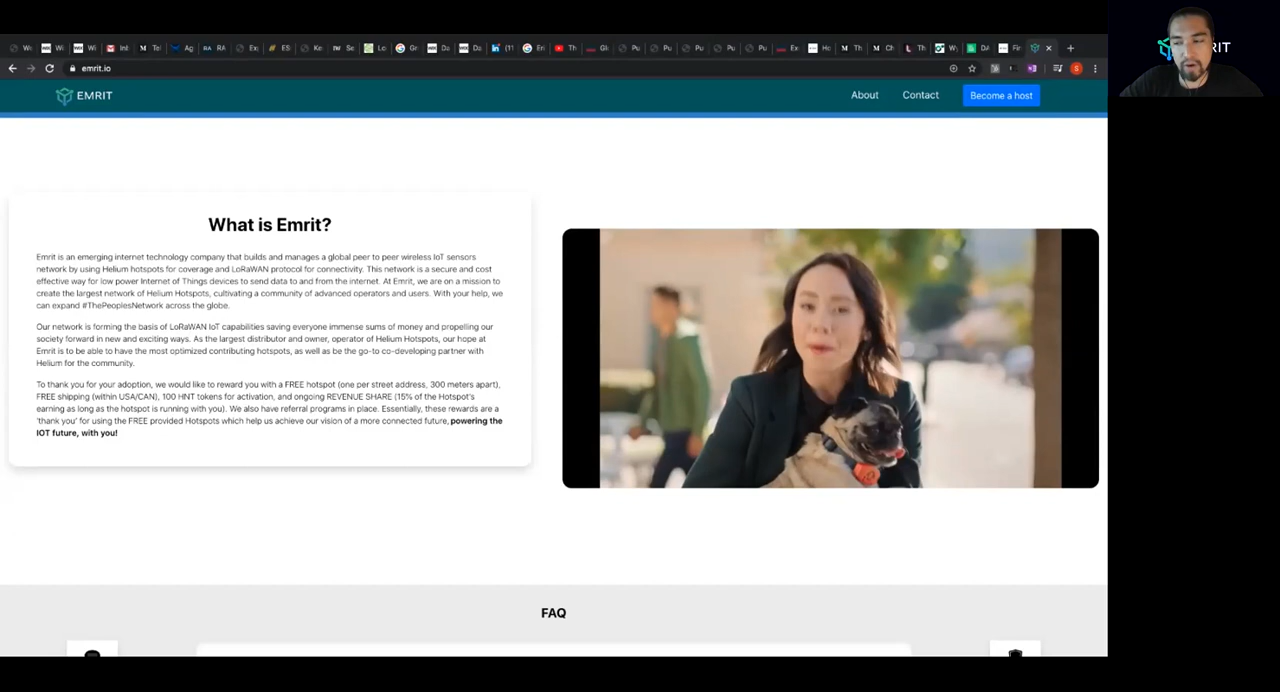 emrit.io
EMRIT
About
Contact
Become a host
What is Emrit?
Emrit is an emerging internet technology company that builds and manages a global peer to peer wireless IoT sensors
network by using Helium hotspots for coverage and LoRaWAN protocol for connectivity. This network is a secure and cost
effective way for low power Internet of Things devices to send data to and from the internet. At Emrit, we are on a mission to
create the largest network of Helium Hotspots, cultivating a community of advanced operators and users. With your help, we
can expand #ThePeoplesNetwork across the globe.
Our network is forming the basis of LoRaWAN IoT capabilities saving everyone immense sums of money and propelling our
society forward in new and exciting ways. As the largest distributor and owner, operator of Helium Hotspots, our hope at
Emrit is to be able to have the most optimized contributing hotspots, as well as be the go-to co-developing partner with
Helium for the community.
To thank you for your adoption, we would like to reward you with a FREE hotspot (one per street address, 300 meters apart),
FREE shipping (within USA/CAN), 100 HNT tokens for activation, and ongoing REVENUE SHARE (15% of the Hotspot's
earning as long as the hotspot is running with you). We also have referral programs in place. Essentially, these rewards are a
'thank you' for using the FREE provided Hotspots which help us achieve our vision of a more connected future, powering the
IOT future, with you!
FAQ